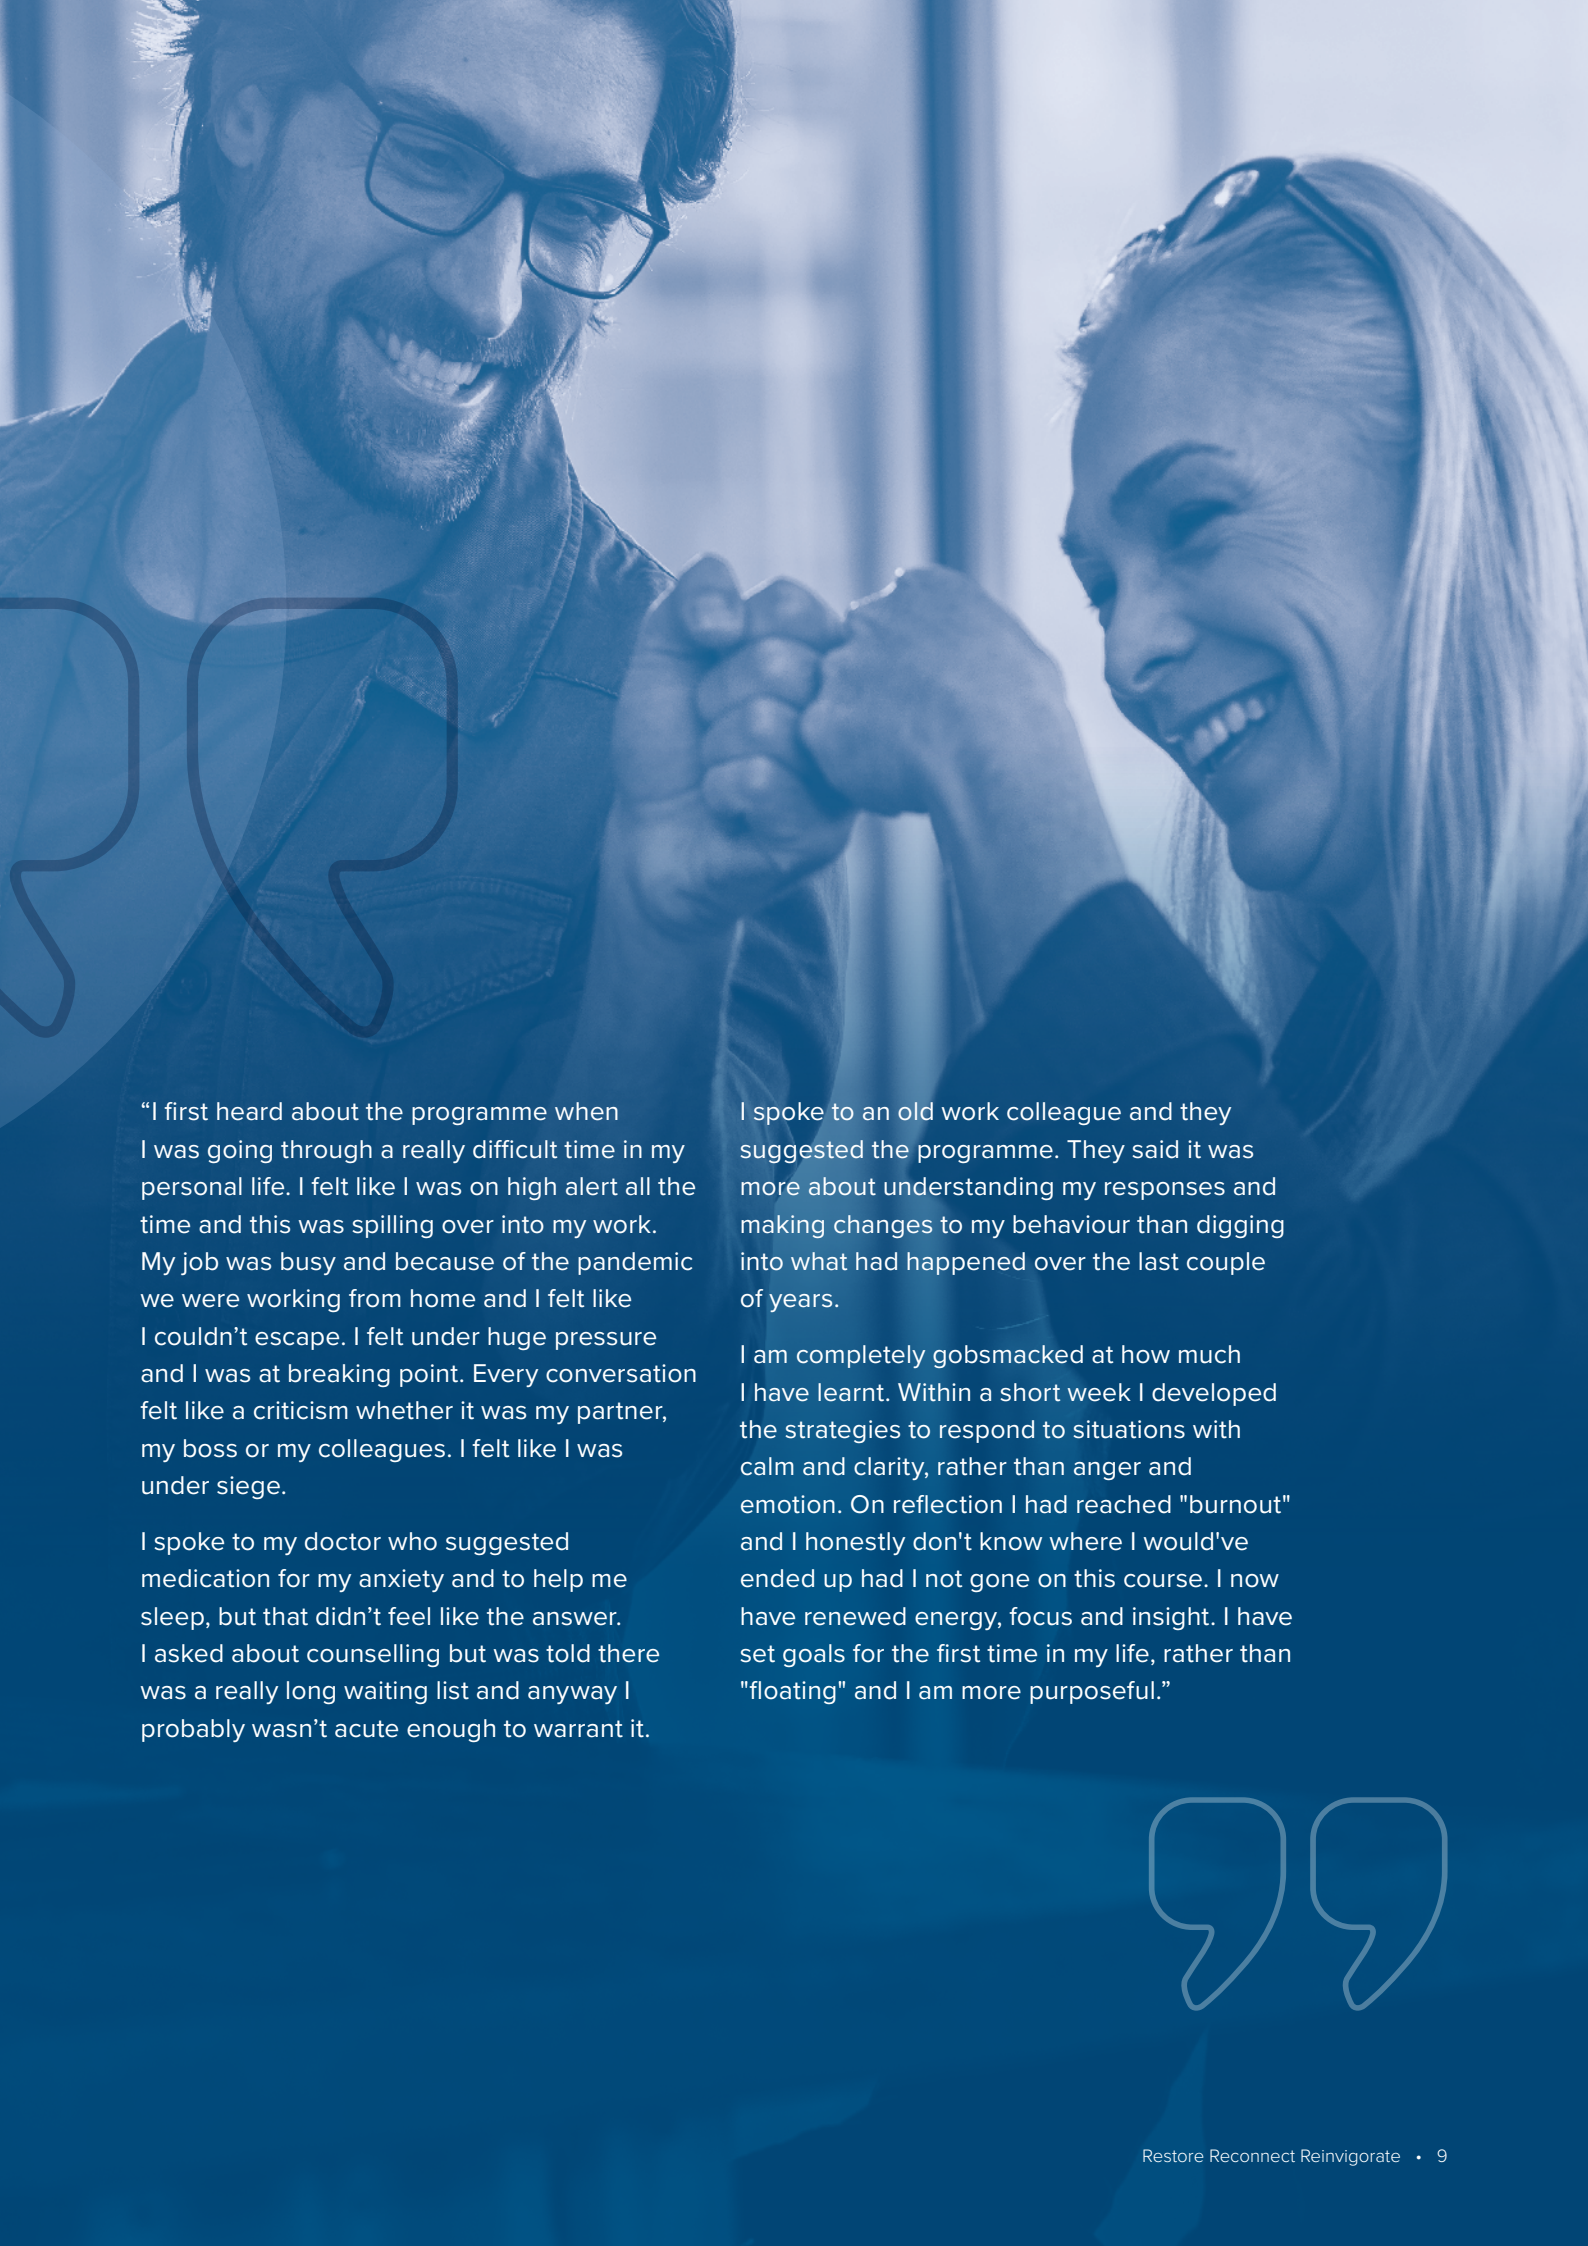 “I first heard about the programme when
I was going through a really difficult time in my
personal life. I felt like I was on high alert all the
time and this was spilling over into my work.
My job was busy and because of the pandemic
we were working from home and I felt like
I couldn’t escape. I felt under huge pressure
and I was at breaking point. Every conversation
felt like a criticism whether it was my partner,
my boss or my colleagues. I felt like I was
under siege.
I spoke to my doctor who suggested
medication for my anxiety and to help me
sleep, but that didn’t feel like the answer.
I asked about counselling but was told there
was a really long waiting list and anyway I
probably wasn’t acute enough to warrant it.
I spoke to an old work colleague and they
suggested the programme. They said it was
more about understanding my responses and
making changes to my behaviour than digging
into what had happened over the last couple
of years.
I am completely gobsmacked at how much
I have learnt. Within a short week I developed
the strategies to respond to situations with
calm and clarity, rather than anger and
emotion. On reflection I had reached "burnout"
and I honestly don't know where I would've
ended up had I not gone on this course. I now
have renewed energy, focus and insight. I have
set goals for the first time in my life, rather than
"floating" and I am more purposeful.”
Restore Reconnect Reinvigorate • 9